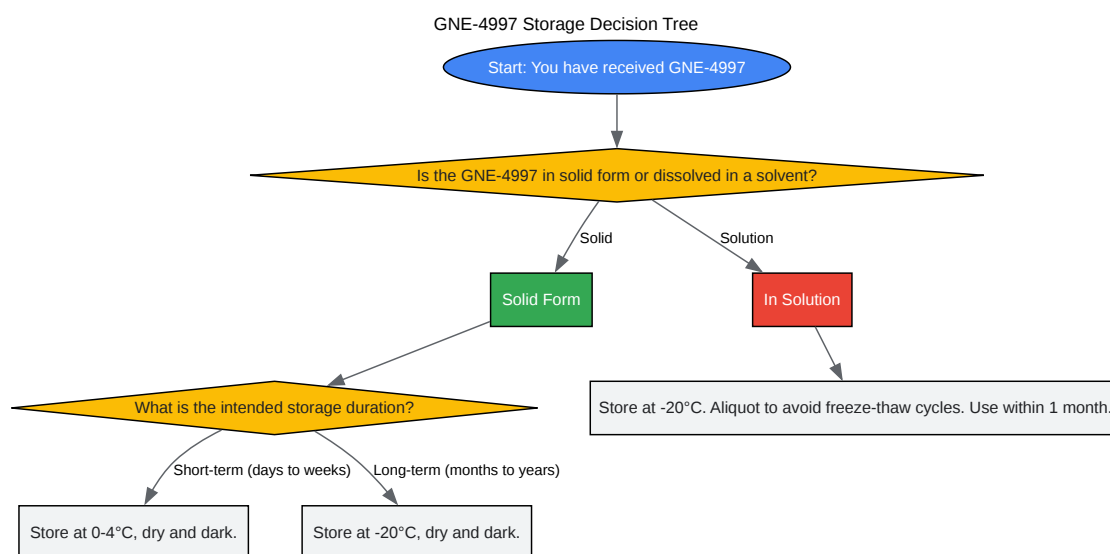 GNE-4997 Storage Decision Tree
Start: You have received GNE-4997
Is the GNE-4997 in solid form or dissolved in a solvent?
Solid
Solution
Solid Form
In Solution
What is the intended storage duration?
Store at -20°C. Aliquot to avoid freeze-thaw cycles. Use within 1 month.
Short-term (days to weeks)
Long-term (months to years)
Store at 0-4°C, dry and dark.
Store at -20°C, dry and dark.